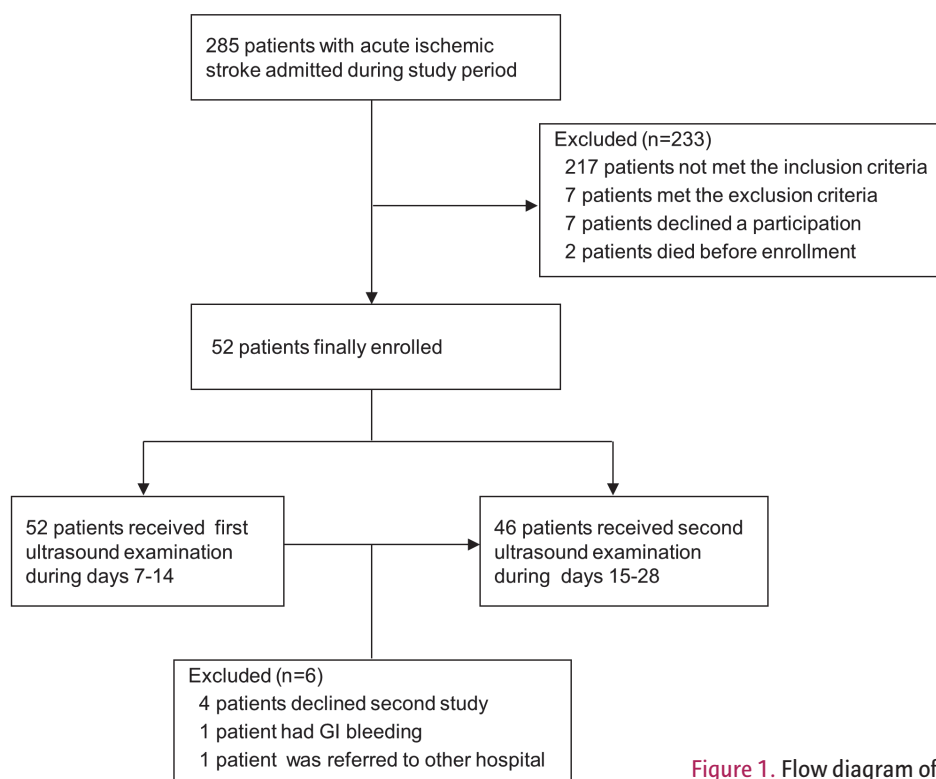 285 patients with acute ischemic
stroke admitted during study period
Excluded (n=233)
217 patients not met the inclusion criteria
7 patients met the exclusion criteria
7 patients declined a participation
2 patients died before enrollment
52 patients finally enrolled
52 patients received first
ultrasound examination
during days 7-14
46 patients received second
ultrasound examination
during days 15-28
Excluded (n=6)
4 patients declined second study
1 patient had GI bleeding
1 patient was referred to other hospital
Figure 1. Flow diagram of